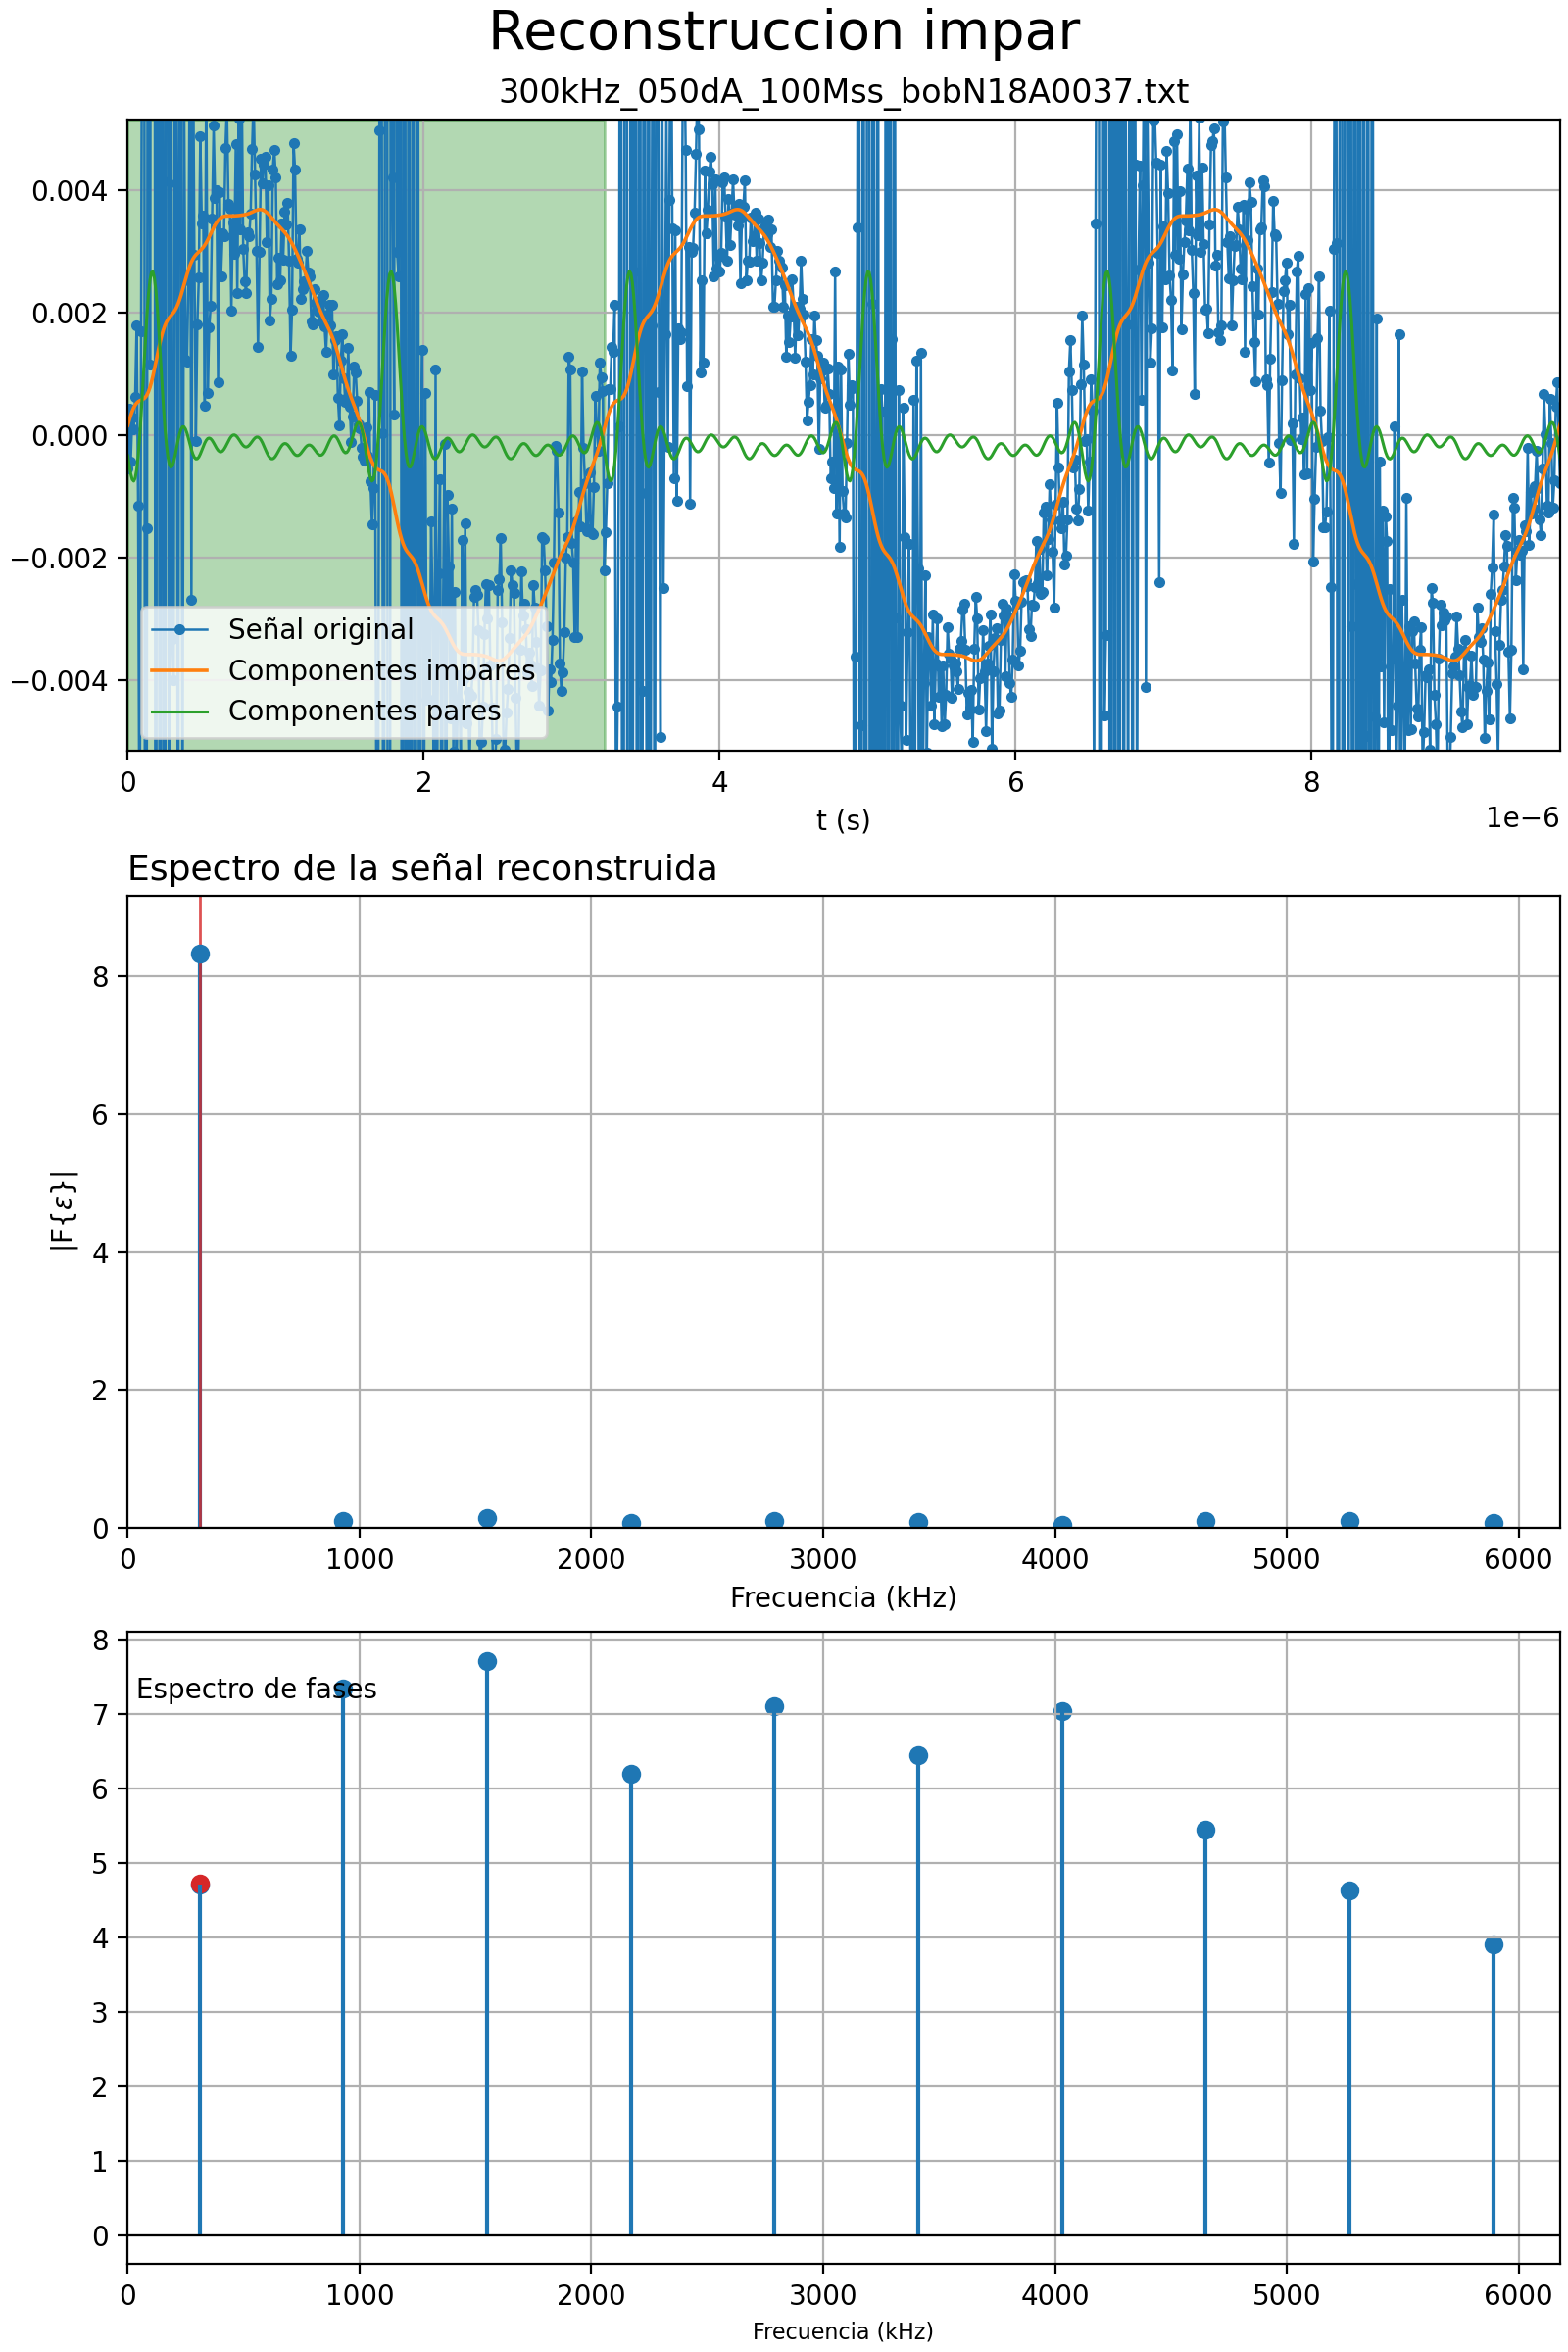 Reconstruccion impar
300kHz_050dA_100Mss_bobN18A0037.txt
0.004
0.002
0.000
−0.002
−0.004
Señal original
Componentes impares
Componentes pares
0 2 4 6 8
t (s)
1e−6
Espectro de la señal reconstruida
8
6
4
2
0
|F{ε}|
0 1000 2000 3000 4000 5000 6000
Frecuencia (kHz)
8
Espectro de fases
7
6
5
4
3
2
1
0
0 1000 2000 3000 4000 5000 6000
Frecuencia (kHz)